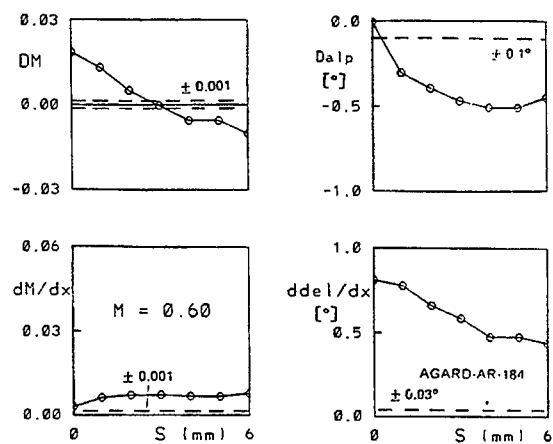 0.03
DM
± 0.001
0.00
-0.03
0.0
Dalp
[°]
± 0.1°
-0.5
-1.0
0.06
dM/dx
M = 0.60
0.03
± 0.001
0.00
0 S (mm) 6
1.0
ddel/dx
[°]
0.5
AGARD-AR-184
± 0.03°
0.0
0 S (mm) 6